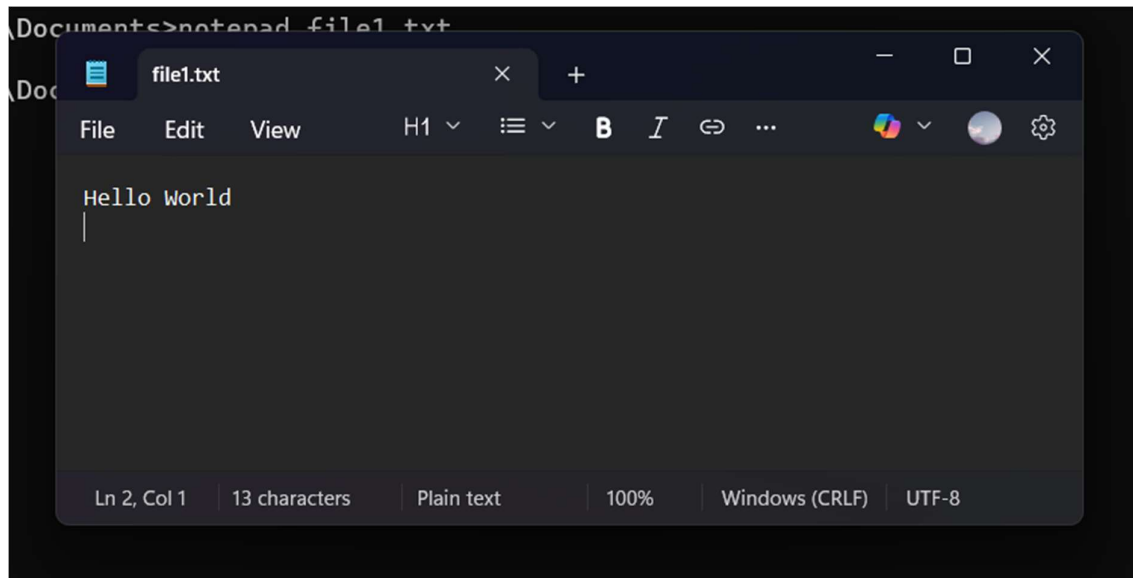 \Documents>notepad file1.txt
\Doc
file1.txt
File Edit View H1 B I
Hello World
Ln 2, Col 1 13 characters Plain text 100% Windows (CRLF) UTF-8